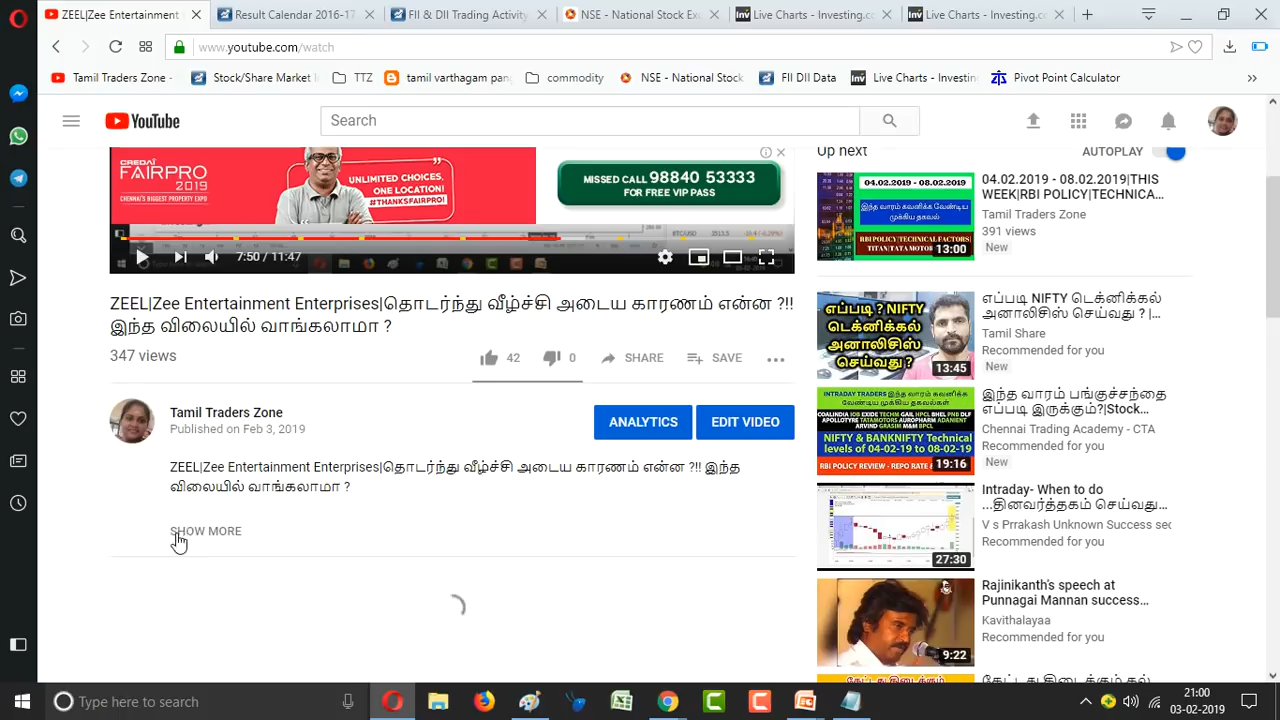 ZEEL|Zee Entertainment E
Result Calendar 2016-17
FII & DII Trading Activity
NSE - National Stock Exc
Live Charts - Investing.c
Live Charts - Investing.c
www.youtube.com/watch
Tamil Traders Zone -
Stock/Share Market I
TTZ
tamil varthagam pan
commodity
NSE - National Stock
FII DII Data
Live Charts - Investin
Pivot Point Calculator
YouTube
Search
CREDAI
FAIRPRO
2019
CHENNAI'S BIGGEST PROPERTY EXPO
UNLIMITED CHOICES,
ONE LOCATION!
#THANKSFAIRPRO!
MISSED CALL 98840 53333
FOR FREE VIP PASS
7:50 / 11:47
ZEEL|Zee Entertainment Enterprises|தொடர்ந்து வீழ்ச்சி அடைய காரணம் என்ன ?!!
இந்த விலையில் வாங்கலாமா ?
347 views
42
0
SHARE
SAVE
Tamil Traders Zone
Published on Feb 3, 2019
ANALYTICS
EDIT VIDEO
ZEEL|Zee Entertainment Enterprises|தொடர்ந்து வீழ்ச்சி அடைய காரணம் என்ன ?!! இந்த
விலையில் வாங்கலாமா ?
SHOW MORE
Up next
AUTOPLAY
04.02.2019 - 08.02.2019
இந்த வாரம் கவனிக்க வேண்டிய
முக்கிய தகவல்
RBI POLICY|TECHNICAL FACTORS|
TITAN|TATA MOTOR
13:00
04.02.2019 - 08.02.2019|THIS
WEEK|RBI POLICY|TECHNICA...
Tamil Traders Zone
391 views
New
எப்படி ? NIFTY
டெக்னிக்கல்
அனாலிசிஸ்
செய்வது ?
13:45
எப்படி NIFTY டெக்னிக்கல்
அனாலிசிஸ் செய்வது ? |...
Tamil Share
Recommended for you
New
INTRADAY TRADERS இந்த வாரம் கவனிக்க
வேண்டிய முக்கிய தகவல்கள்
COALINDIA IOB EXIDE TECHM GAIL HPCL BHEL PNB DLF
APOLLOTYRE TATAMOTORS AUROPHARM ADANIENT
ARVIND GRASIM M&M BPCL
NIFTY & BANKNIFTY Technical
levels of 04-02-19 to 08-02-19
RBI POLICY REVIEW - REPO RATE &
19:16
இந்த வாரம் பங்குச்சந்தை
எப்படி இருக்கும்?|Stock...
Chennai Trading Academy - CTA
Recommended for you
New
27:30
Intraday- When to do
...தினவர்த்தகம் செய்வது...
V s Prrakash Unknown Success sec
Recommended for you
9:22
Rajinikanth's speech at
Punnagai Mannan success...
Kavithalayaa
Recommended for you
Type here to search
21:00
03-02-2019